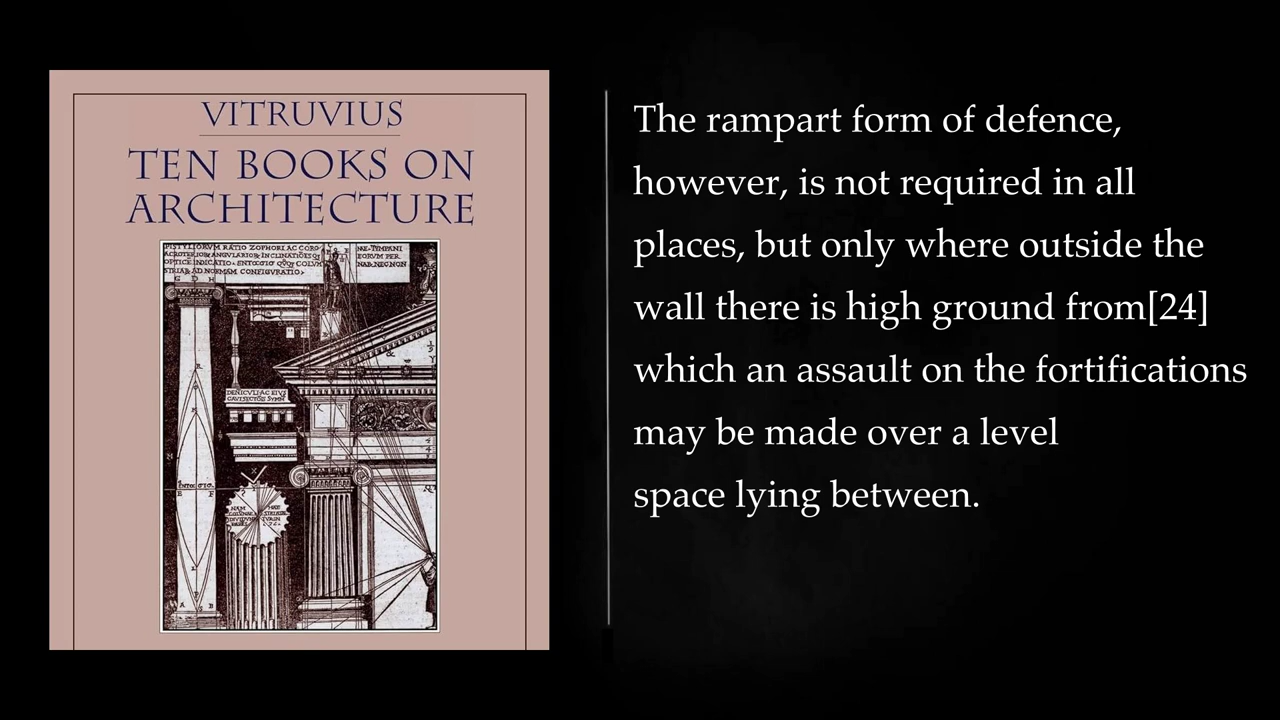 VITRUVIUS
TEN BOOKS ON
ARCHITECTURE
The rampart form of defence,
however, is not required in all
places, but only where outside the
wall there is high ground from[24]
which an assault on the fortifications
may be made over a level
space lying between.